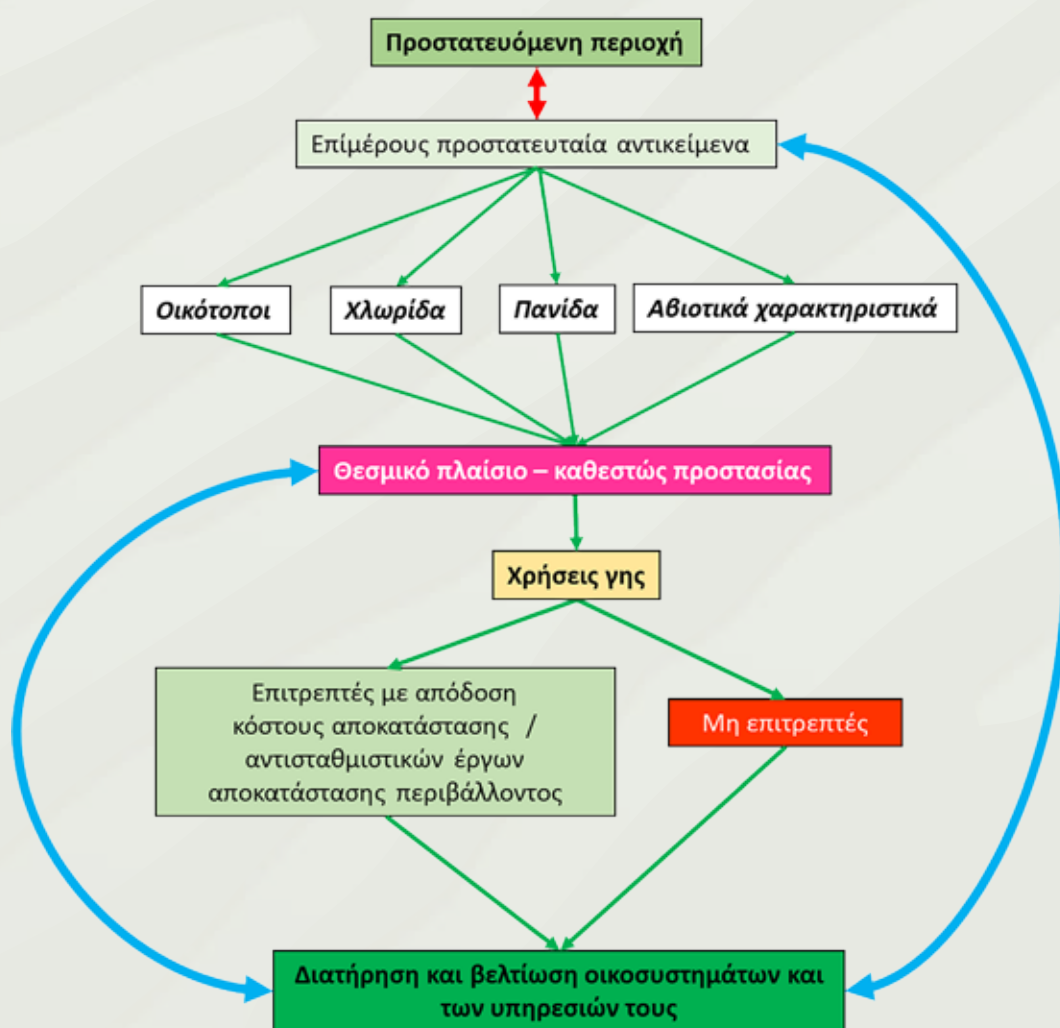 Προστατευόμενη περιοχή
Επίμέρους προστατευταία αντικείμενα
Οικότοποι
Χλωρίδα
Πανίδα
Αβιοτικά χαρακτηριστικά
Θεσμικό πλαίσιο – καθεστώς προστασίας
Χρήσεις γης
Επιτρεπτές με απόδοση
κόστους αποκατάστασης /
αντισταθμιστικών έργων
αποκατάστασης περιβάλλοντος
Μη επιτρεπτές
Διατήρηση και βελτίωση οικοσυστημάτων και
των υπηρεσιών τους